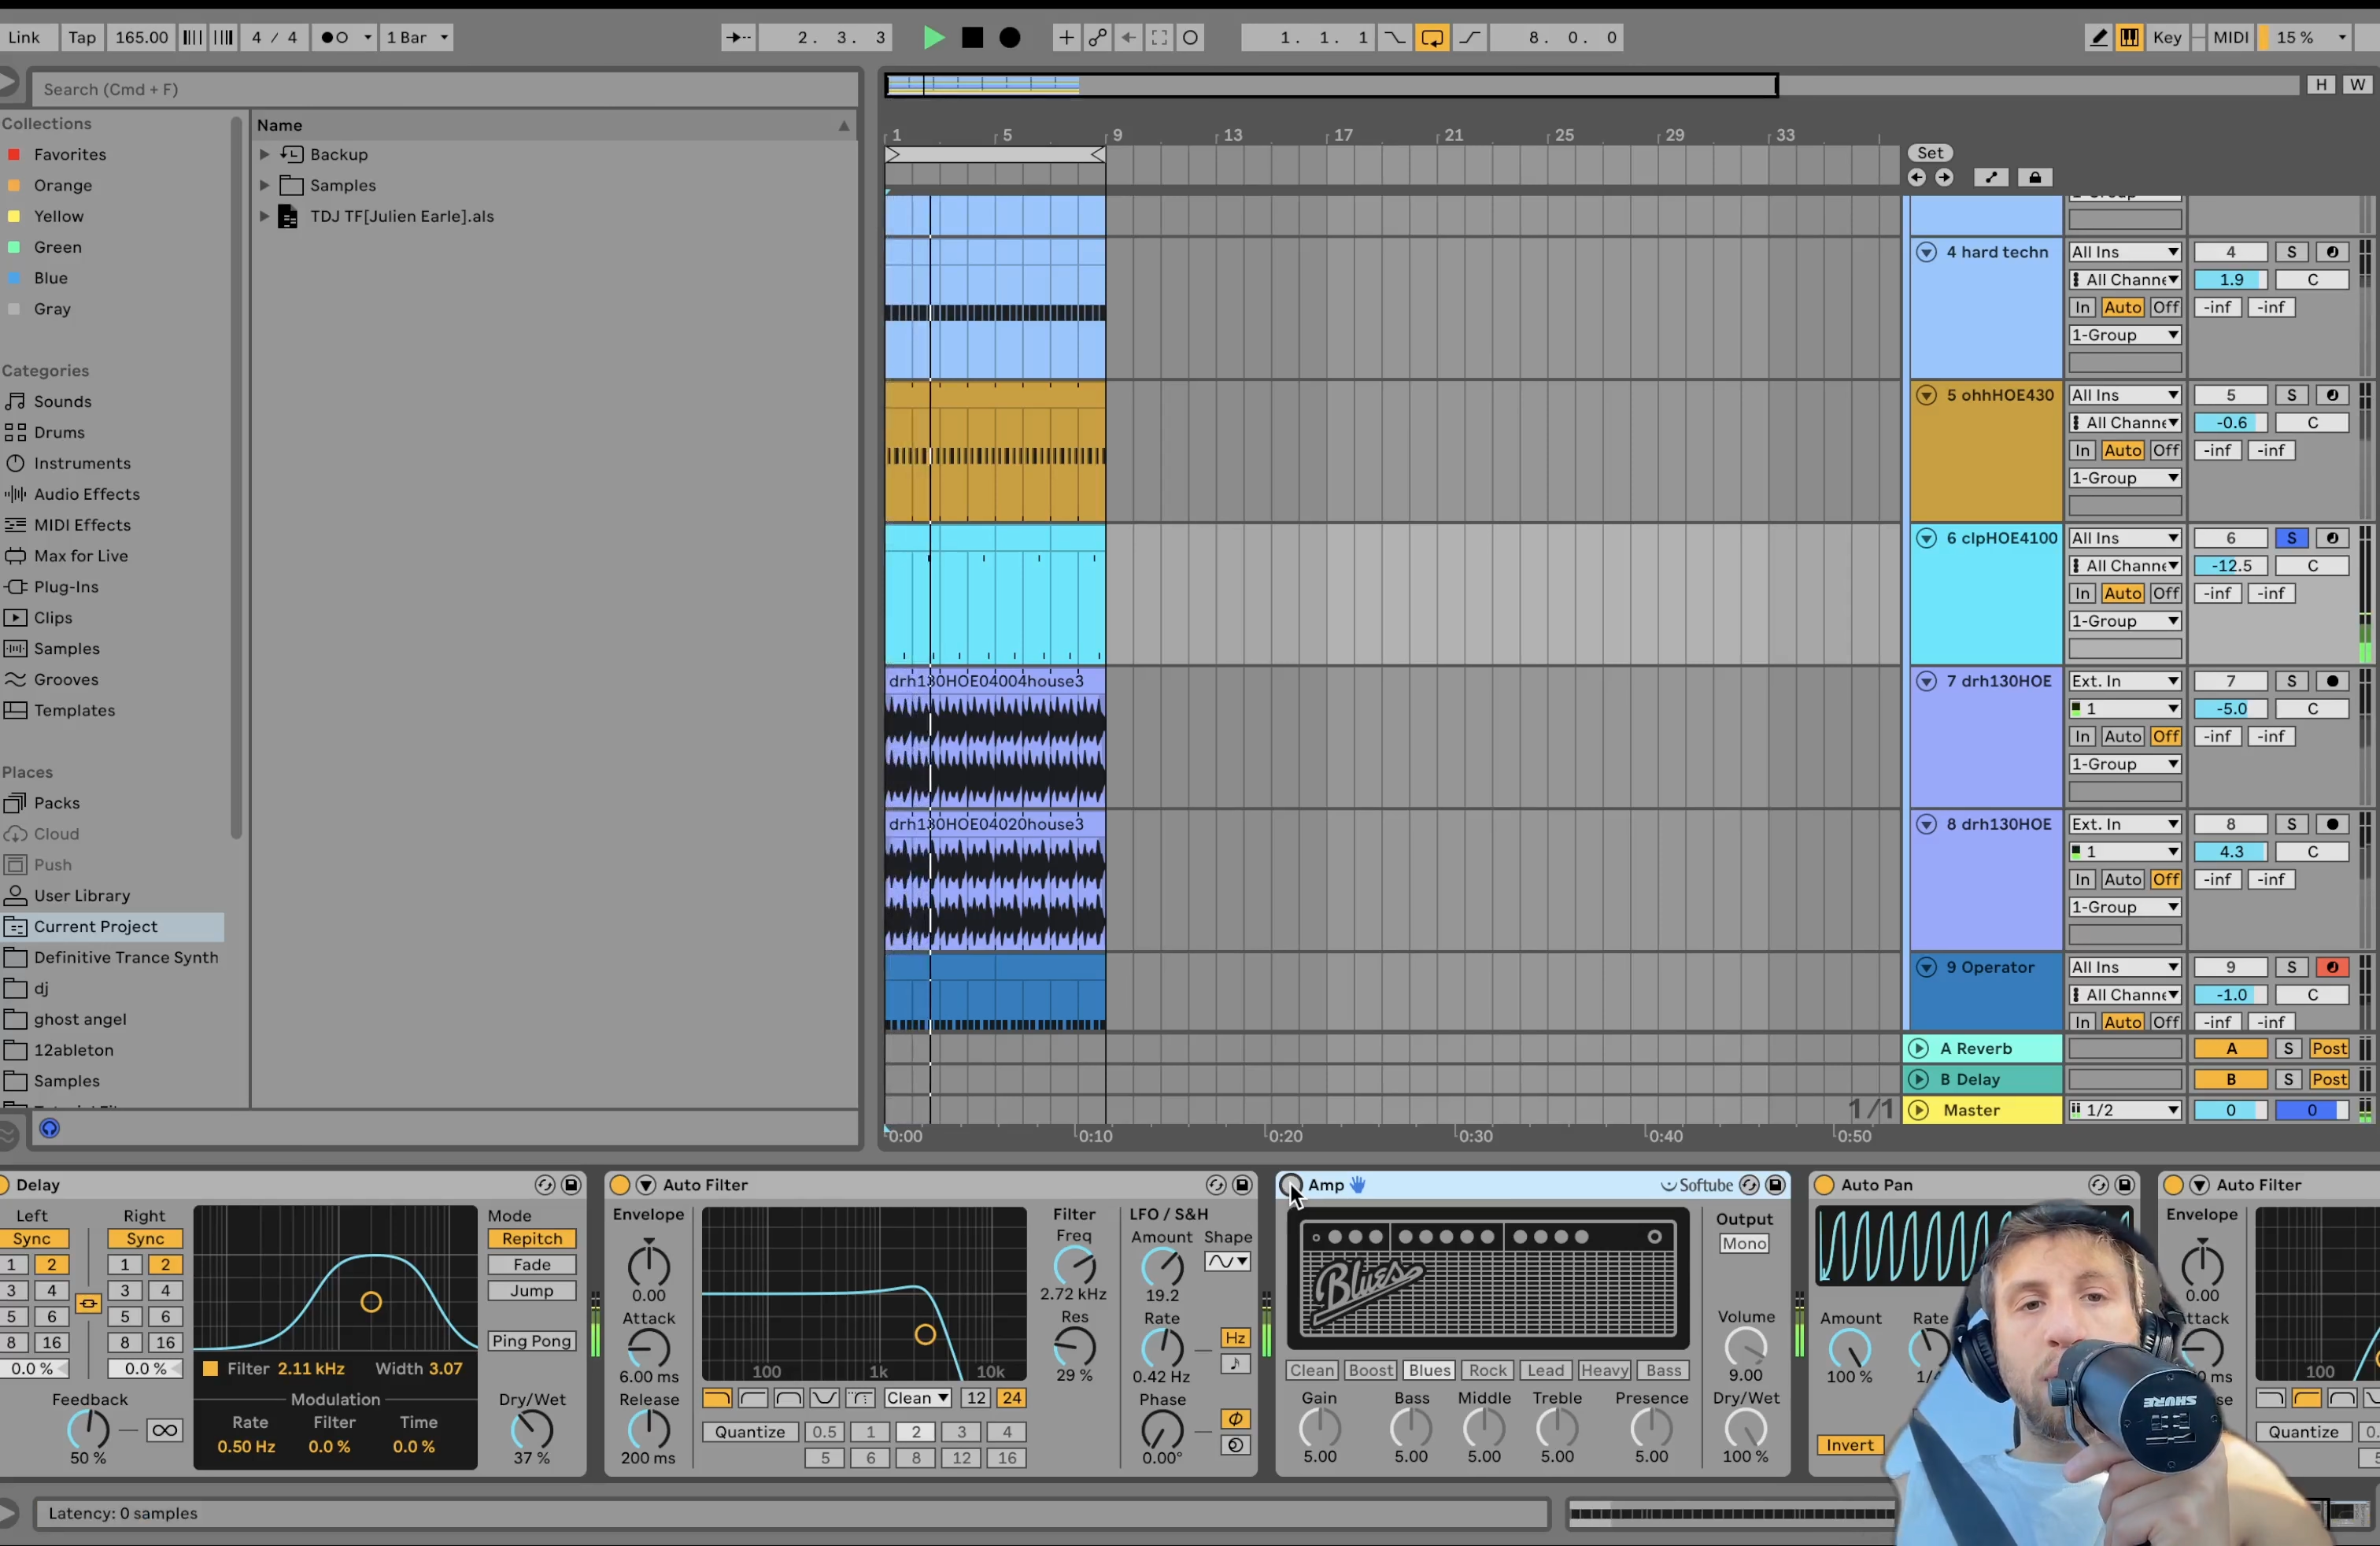 Link Tap 165.00 4 / 4 1 Bar 2. 3. 3 1. 1. 1 8. 0. 0 Key MIDI 15 %
Search (Cmd + F)
H W
Collections
Favorites
Orange
Yellow
Green
Blue
Gray
Categories
Sounds
Drums
Instruments
Audio Effects
MIDI Effects
Max for Live
Plug-Ins
Clips
Samples
Grooves
Templates
Places
Packs
Cloud
Push
User Library
Current Project
Definitive Trance Synth
dj
ghost angel
12ableton
Samples
Name
Backup
Samples
TDJ TF[Julien Earle].als
1 5 9 13 17 21 25 29 33
Set
4 hard techn All Ins 4 S
All Channe 1.9 C
In Auto Off -inf -inf
1-Group
5 ohhHOE430 All Ins 5 S
All Channe -0.6 C
In Auto Off -inf -inf
1-Group
6 clpHOE4100 All Ins 6 S
All Channe -12.5 C
In Auto Off -inf -inf
1-Group
drh130HOE04004house3 7 drh130HOE Ext. In 7 S
1 -5.0 C
In Auto Off -inf -inf
1-Group
drh130HOE04020house3 8 drh130HOE Ext. In 8 S
1 4.3 C
In Auto Off -inf -inf
1-Group
9 Operator All Ins 9 S
All Channe -1.0 C
In Auto Off -inf -inf
A Reverb A S Post
B Delay B S Post
1/1 Master 1/2 0 0
0:00 0:10 0:20 0:30 0:40 0:50
Delay
Left Right
Sync Sync
1 2 1 2
3 4 3 4
5 6 5 6
8 16 8 16
0.0 % 0.0 %
Feedback
50 %
Filter 2.11 kHz Width 3.07
Modulation
Rate Filter Time
0.50 Hz 0.0 % 0.0 %
Mode
Repitch
Fade
Jump
Ping Pong
Dry/Wet
37 %
Auto Filter
Envelope
0.00
Attack
6.00 ms
Release
200 ms
100 1k 10k
Clean 12 24
Quantize 0.5 1 2 3 4
5 6 8 12 16
Filter
Freq
2.72 kHz
Res
29 %
LFO / S&H
Amount Shape
19.2
Rate
Hz
0.42 Hz
Phase
0.00°
Amp Softube
Blues
Clean Boost Blues Rock Lead Heavy Bass
Gain Bass Middle Treble Presence
5.00 5.00 5.00 5.00 5.00
Output
Mono
Volume
9.00
Dry/Wet
100 %
Auto Pan
Amount Rate
100 %
Invert
Auto Filter
Envelope
0.00
100
Quantize
SHURE
Latency: 0 samples